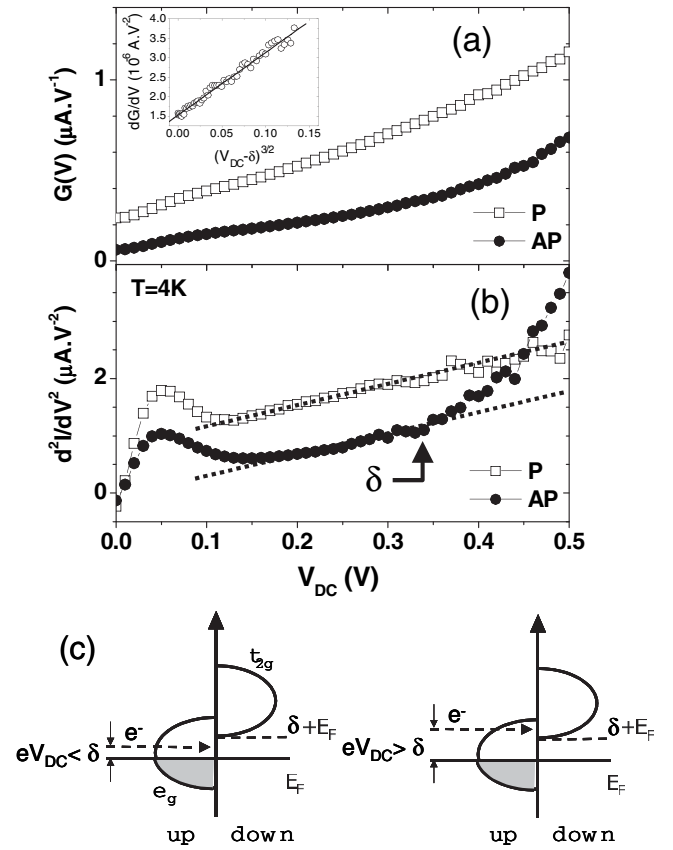 (a)
dG/dV (10⁶ A.V⁻²)
4.0
3.5
3.0
2.5
2.0
1.5
0.00 0.05 0.10 0.15
(V_DC-δ)^3/2
G(V) (μA.V⁻¹)
1
0
P
AP
T=4K
(b)
d²I/dV² (μA.V⁻²)
2
0
δ
P
AP
0.0 0.1 0.2 0.3 0.4 0.5
V_DC (V)
(c)
t_2g
e⁻
δ+E_F
eV_DC< δ
e_g
E_F
up down
e⁻
δ+E_F
eV_DC> δ
E_F
up down